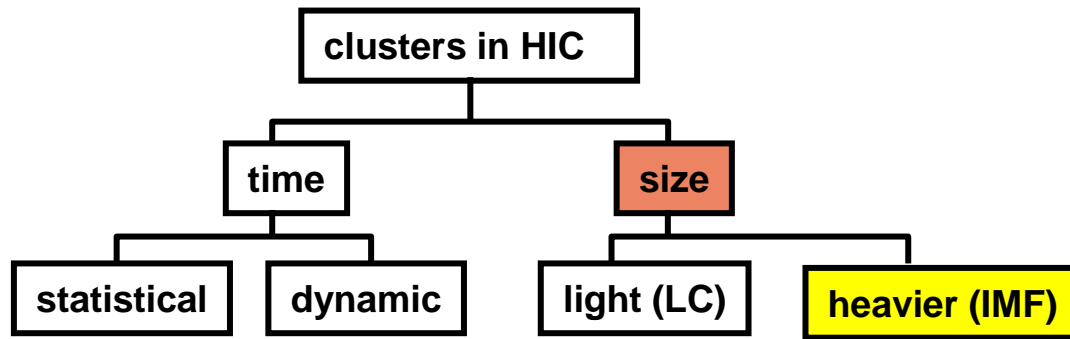 clusters in HIC
time
size
statistical
dynamic
light (LC)
heavier (IMF)